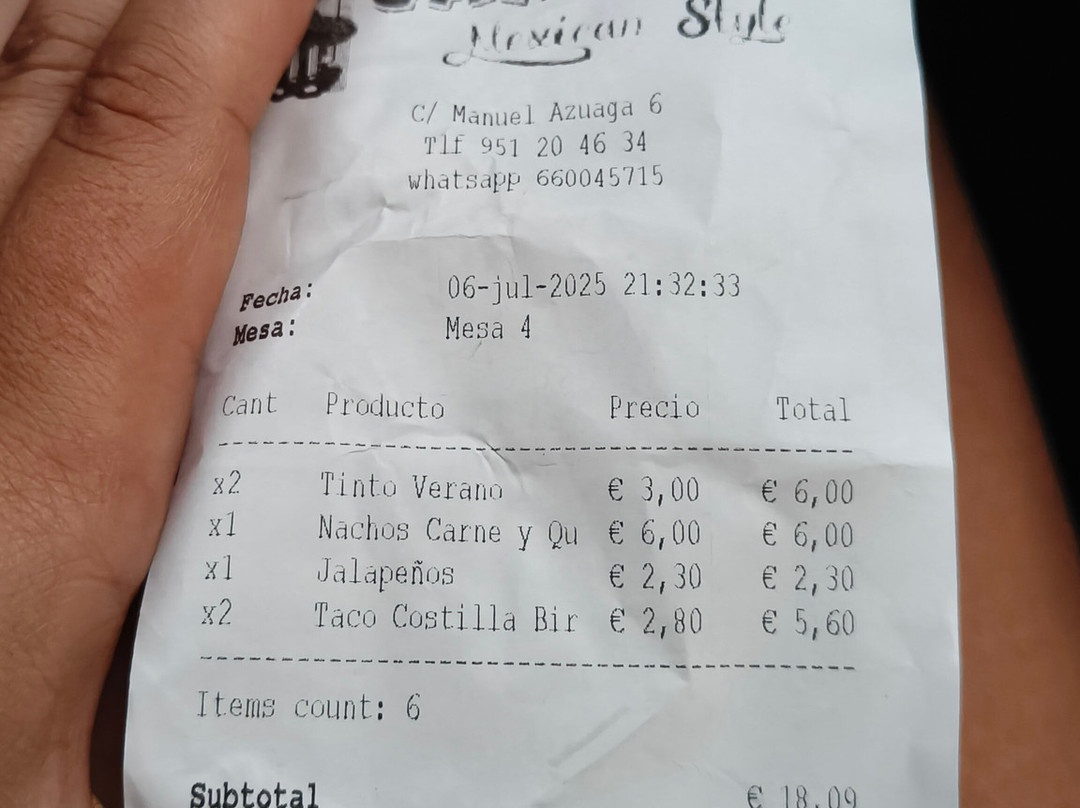 Mexican Style
C/ Manuel Azuaga 6
Tlf 951 20 46 34
whatsapp 660045715
Fecha: 06-jul-2025 21:32:33
Mesa: Mesa 4
Cant Producto Precio Total
x2 Tinto Verano € 3,00 € 6,00
x1 Nachos Carne y Qu € 6,00 € 6,00
x1 Jalapeños € 2,30 € 2,30
x2 Taco Costilla Bir € 2,80 € 5,60
Items count: 6
Subtotal € 18,09